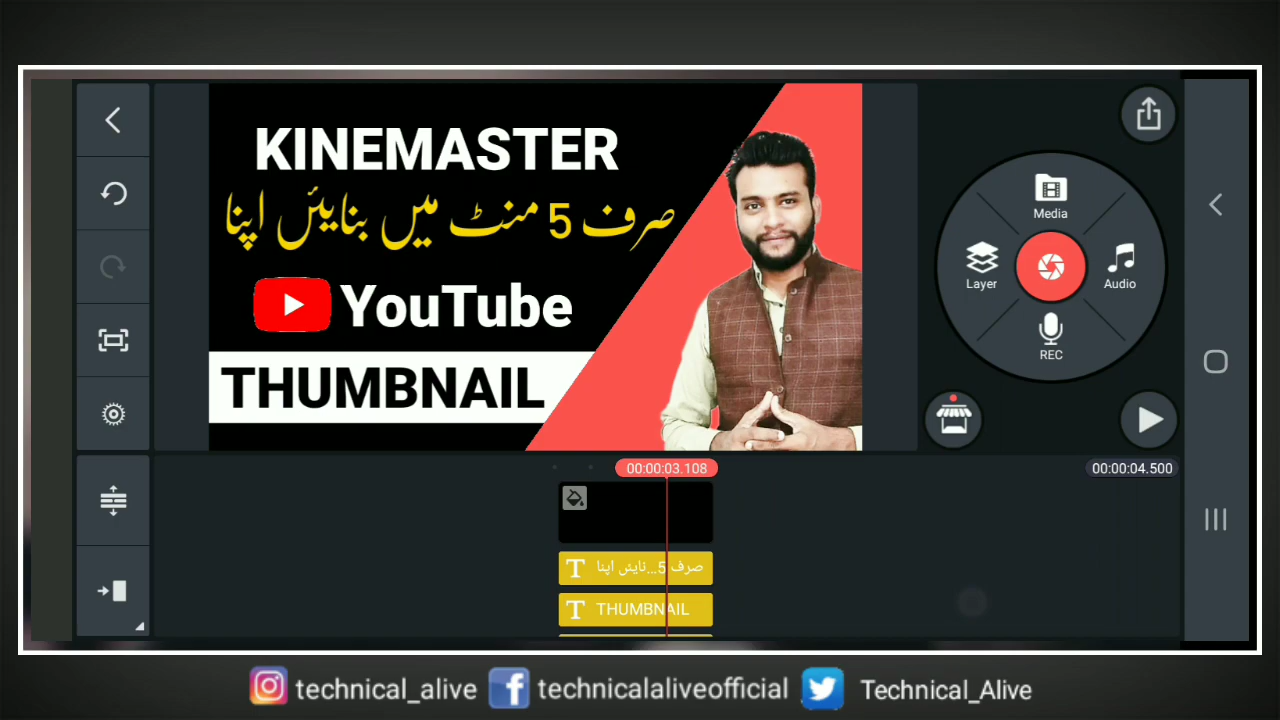 KINEMASTER
صرف 5 منٹ میں بنایئں اپنا
YouTube
THUMBNAIL
Media
Layer
Audio
REC
00:00:03.108
00:00:04.500
صرف 5...نایئں اپنا
THUMBNAIL
technical_alive
technicalaliveofficial
Technical_Alive